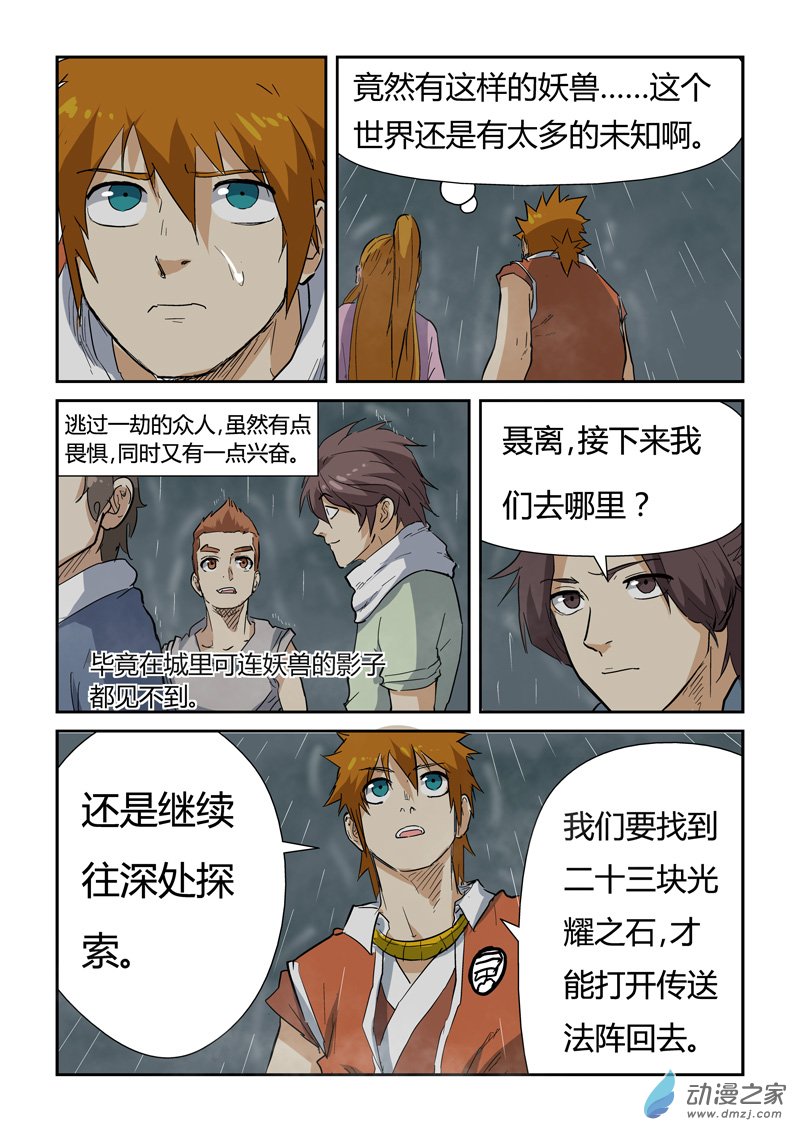 竟然有这样的妖兽……这个
世界还是有太多的未知啊。
逃过一劫的众人,虽然有点
畏惧,同时又有一点兴奋。
毕竟在城里可连妖兽的影子
都见不到。
聂离,接下来我
们去哪里？
还是继续
往深处探
索。
我们要找到
二十三块光
耀之石,才
能打开传送
法阵回去。
动漫之家
www.dmzj.com